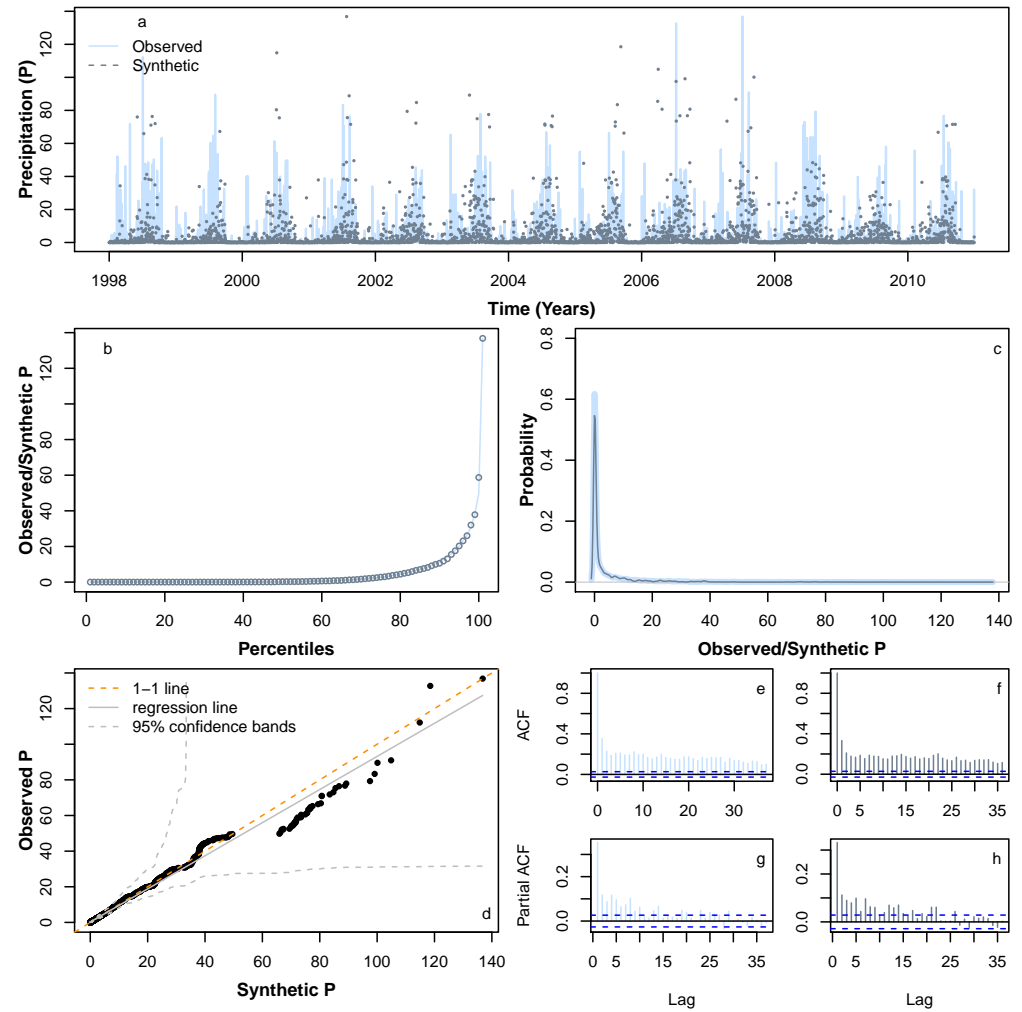 a
Observed
Synthetic
Precipitation (P)
0 20 40 60 80 120
1998 2000 2002 2004 2006 2008 2010
Time (Years)
b
Observed/Synthetic P
0 20 40 60 80 120
0 20 40 60 80 100
Percentiles
c
Probability
0.0 0.2 0.4 0.6 0.8
0 20 40 60 80 100 120 140
Observed/Synthetic P
1−1 line
regression line
95% confidence bands
d
Observed P
0 20 40 60 80 120
0 20 40 60 80 100 120 140
Synthetic P
e
ACF
0.0 0.4 0.8
0 10 20 30
f
0.0 0.4 0.8
0 5 15 25 35
g
Partial ACF
0.0 0.2
0 5 15 25 35
Lag
h
0.0 0.2
0 5 15 25 35
Lag